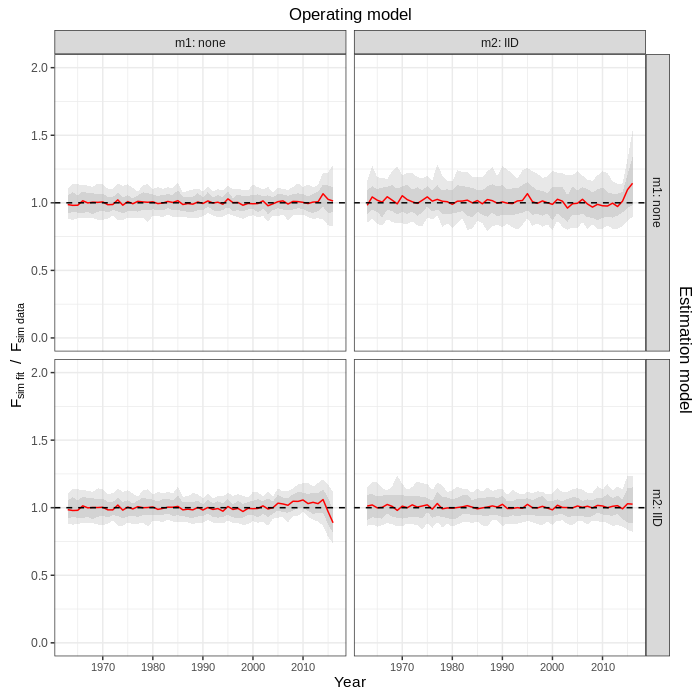 Operating model
m1: none
m2: IID
2.0
1.5
1.0
0.5
0.0
m1: none
2.0
1.5
1.0
0.5
0.0
m2: IID
Fsim fit / Fsim data
Estimation model
1970 1980 1990 2000 2010
1970 1980 1990 2000 2010
Year